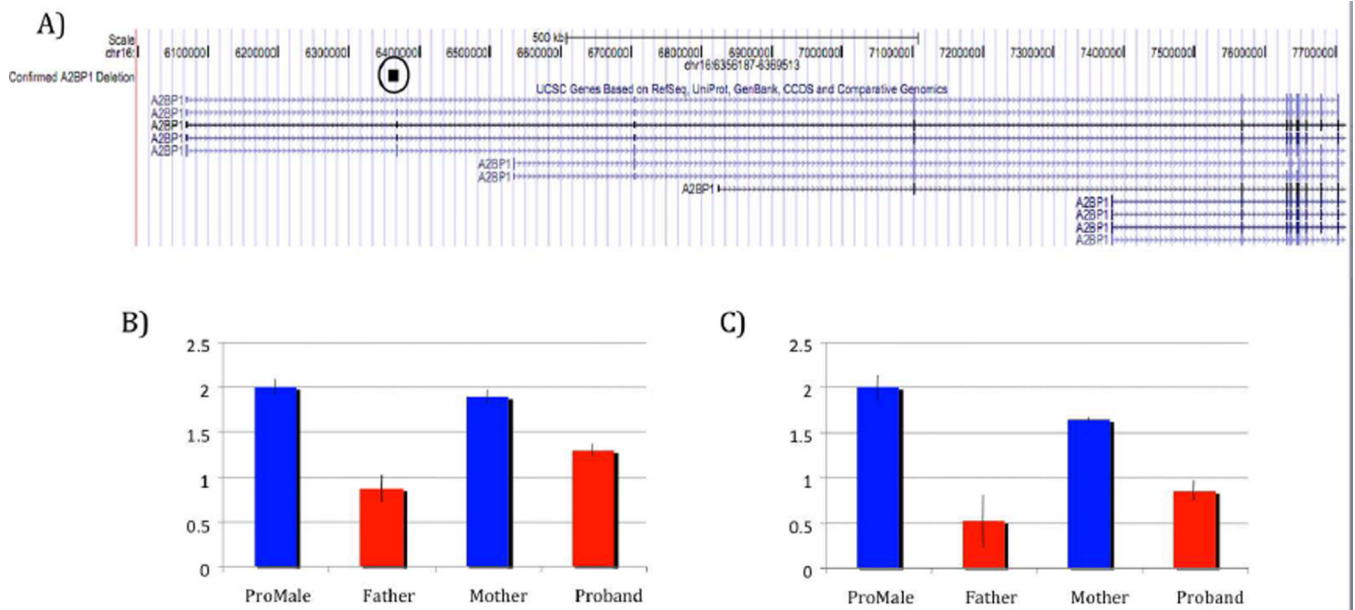 A)
Scale
chr16:
500 kb
6100000 6200000 6300000 6400000 6500000 6600000 6700000 6800000 6900000 7000000 7100000 7200000 7300000 7400000 7500000 7600000 7700000
chr16:6356187-6369513
Confirmed A2BP1 Deletion
UCSC Genes Based on RefSeq, UniProt, GenBank, CCDS and Comparative Genomics
A2BP1
A2BP1
A2BP1
A2BP1
A2BP1
A2BP1
A2BP1
A2BP1
A2BP1
A2BP1
A2BP1
A2BP1
B)
2.5
2
1.5
1
0.5
0
ProMale Father Mother Proband
C)
2.5
2
1.5
1
0.5
0
ProMale Father Mother Proband